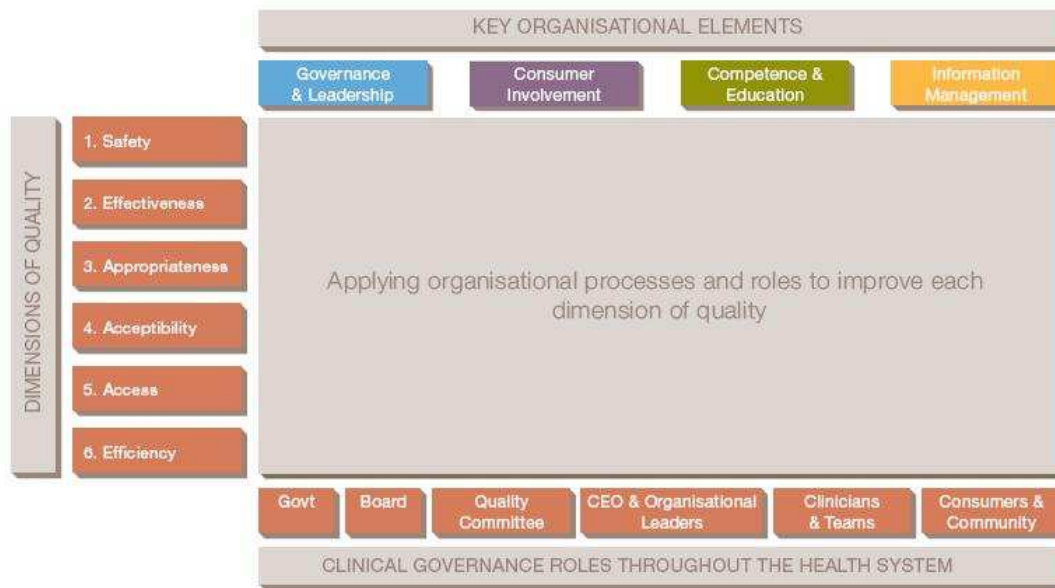 KEY ORGANISATIONAL ELEMENTS
Governance
& Leadership
Consumer
Involvement
Competence &
Education
Information
Management
DIMENSIONS OF QUALITY
1. Safety
2. Effectiveness
3. Appropriateness
4. Acceptibility
5. Access
6. Efficiency
Applying organisational processes and roles to improve each
dimension of quality
Govt
Board
Quality
Committee
CEO & Organisational
Leaders
Clinicians
& Teams
Consumers &
Community
CLINICAL GOVERNANCE ROLES THROUGHOUT THE HEALTH SYSTEM